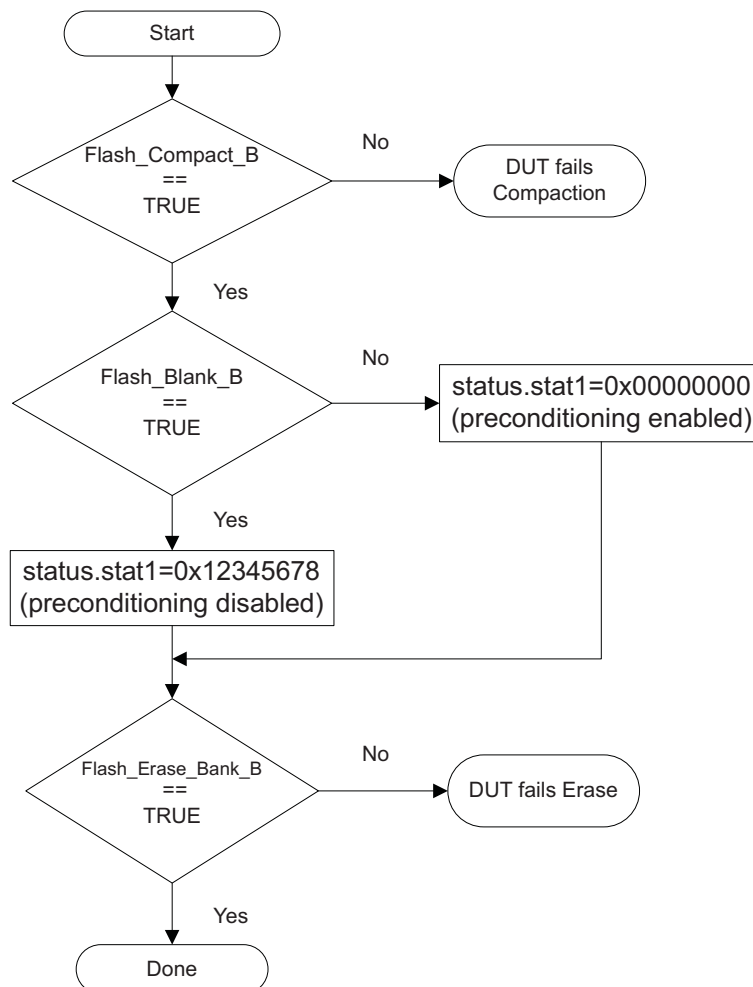 Start
Flash_Compact_B
==
TRUE
No
DUT fails
Compaction
Yes
Flash_Blank_B
==
TRUE
No
status.stat1=0x00000000
(preconditioning enabled)
Yes
status.stat1=0x12345678
(preconditioning disabled)
Flash_Erase_Bank_B
==
TRUE
No
DUT fails Erase
Yes
Done